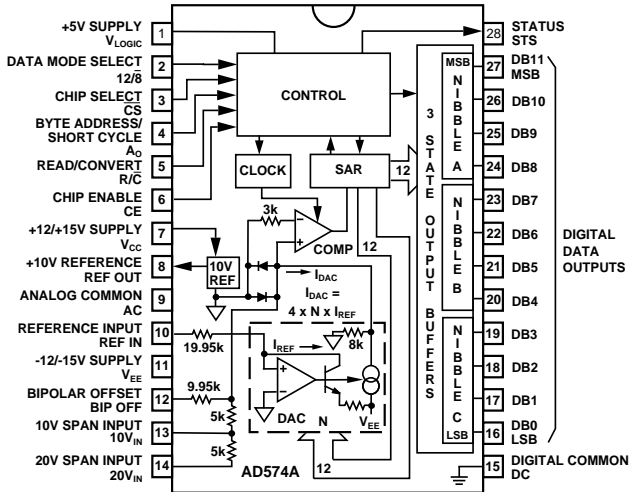 +5V SUPPLY
VLOGIC
1
DATA MODE SELECT
12/8̅
2
CHIP SELECT
C̅S̅
3
BYTE ADDRESS/
SHORT CYCLE
AO
4
READ/CONVERT
R/C̅
5
CHIP ENABLE
CE
6
+12/+15V SUPPLY
VCC
7
+10V REFERENCE
REF OUT
8
ANALOG COMMON
AC
9
REFERENCE INPUT
REF IN
10
-12/-15V SUPPLY
VEE
11
BIPOLAR OFFSET
BIP OFF
12
10V SPAN INPUT
10VIN
13
20V SPAN INPUT
20VIN
14
CONTROL
CLOCK
SAR
12
3k
COMP
12
10V
REF
IDAC
IDAC =
4 x N x IREF
19.95k
IREF
8k
9.95k
5k
5k
DAC
N
VEE
12
AD574A
3 STATE OUTPUT BUFFERS
MSB
NIBBLE A
NIBBLE B
NIBBLE C
LSB
28
STATUS
STS
27
DB11
MSB
26
DB10
25
DB9
24
DB8
23
DB7
22
DB6
21
DB5
20
DB4
19
DB3
18
DB2
17
DB1
16
DB0
LSB
15
DIGITAL COMMON
DC
DIGITAL
DATA
OUTPUTS